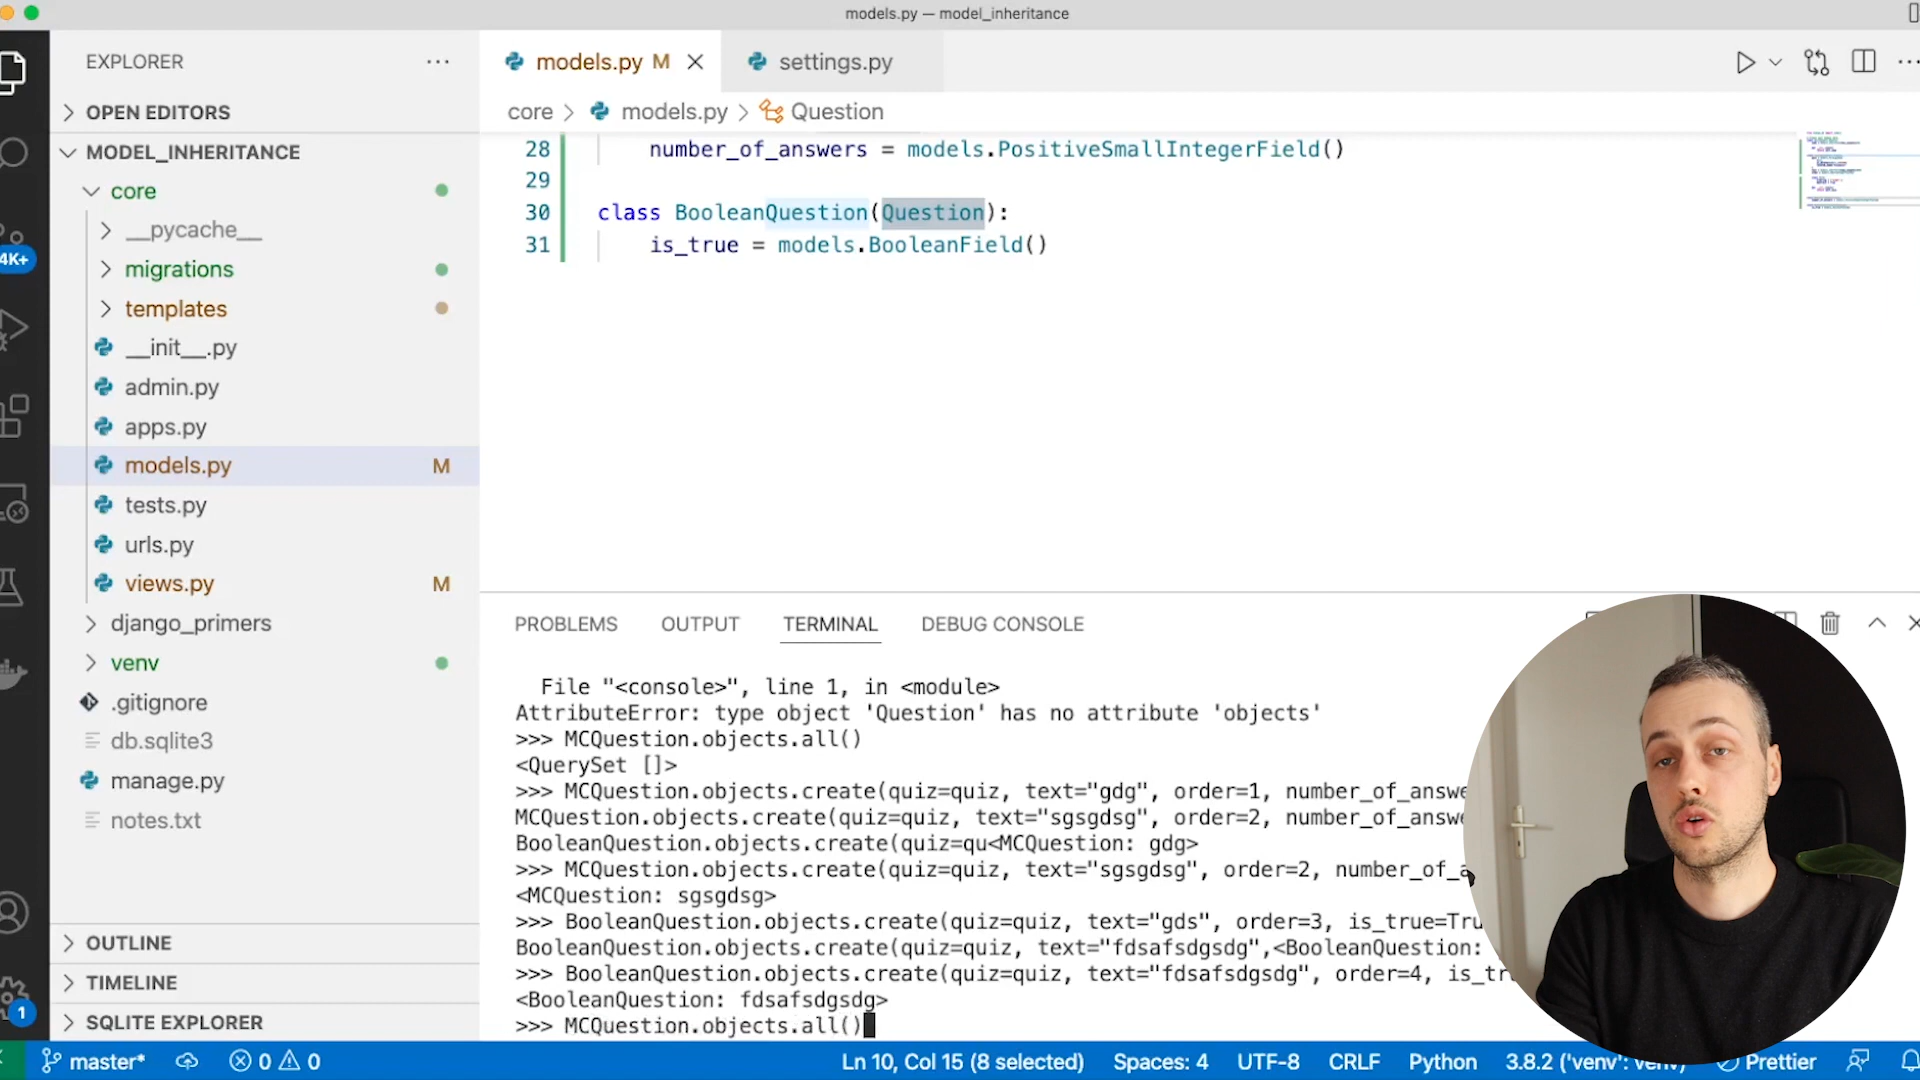 models.py — model_inheritance
EXPLORER
OPEN EDITORS
MODEL_INHERITANCE
core
__pycache__
migrations
templates
__init__.py
admin.py
apps.py
models.py M
tests.py
urls.py
views.py M
django_primers
venv
.gitignore
db.sqlite3
manage.py
notes.txt
OUTLINE
TIMELINE
SQLITE EXPLORER
4K+
1
models.py M
settings.py
core > models.py > Question
28 number_of_answers = models.PositiveSmallIntegerField()
29
30 class BooleanQuestion(Question):
31 is_true = models.BooleanField()
PROBLEMS OUTPUT TERMINAL DEBUG CONSOLE
File "<console>", line 1, in <module>
AttributeError: type object 'Question' has no attribute 'objects'
>>> MCQuestion.objects.all()
<QuerySet []>
>>> MCQuestion.objects.create(quiz=quiz, text="gdg", order=1, number_of_answe
MCQuestion.objects.create(quiz=quiz, text="sgsgdsg", order=2, number_of_answe
BooleanQuestion.objects.create(quiz=qu<MCQuestion: gdg>
>>> MCQuestion.objects.create(quiz=quiz, text="sgsgdsg", order=2, number_of_a
<MCQuestion: sgsgdsg>
>>> BooleanQuestion.objects.create(quiz=quiz, text="gds", order=3, is_true=Tru
BooleanQuestion.objects.create(quiz=quiz, text="fdsafsdgsdg",<BooleanQuestion:
>>> BooleanQuestion.objects.create(quiz=quiz, text="fdsafsdgsdg", order=4, is_tr
<BooleanQuestion: fdsafsdgsdg>
>>> MCQuestion.objects.all()
master* 0 0 Ln 10, Col 15 (8 selected) Spaces: 4 UTF-8 CRLF Python 3.8.2 ('venv': venv) Prettier